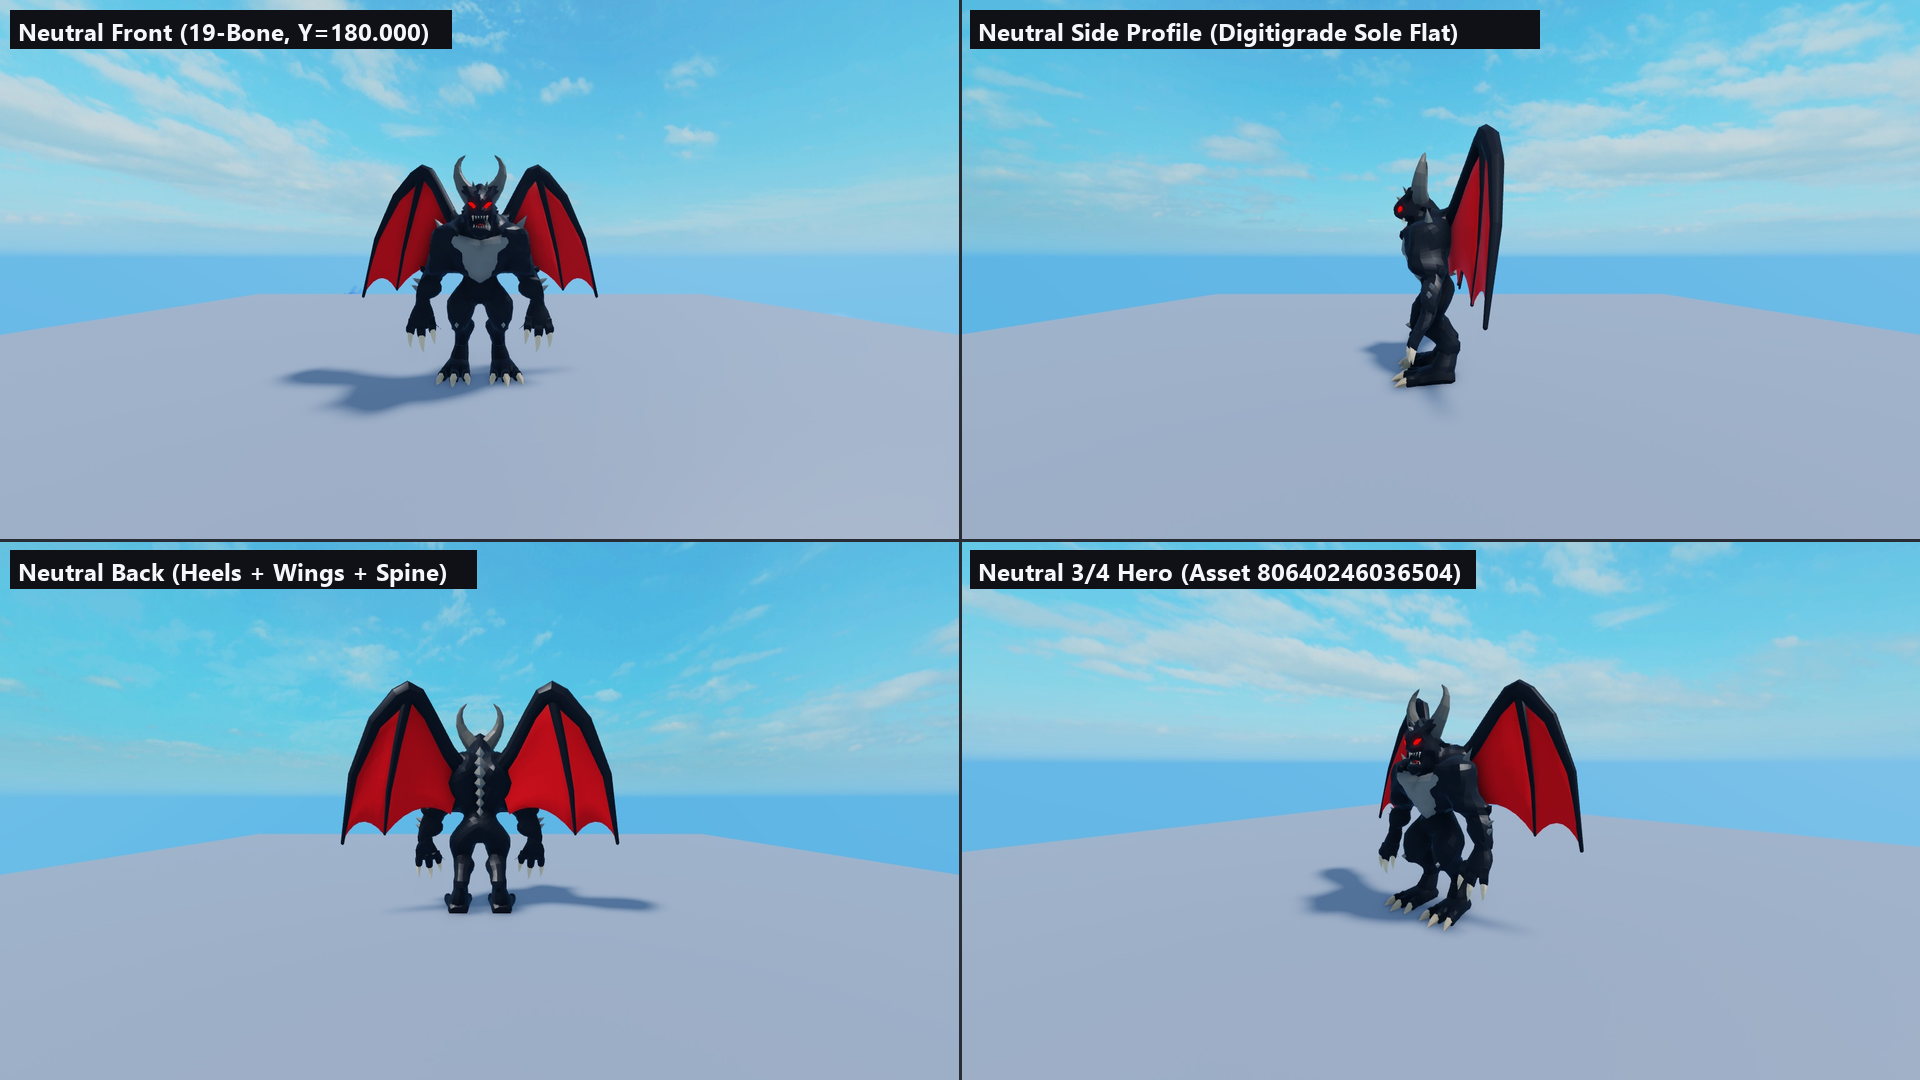 Neutral Front (19-Bone, Y=180.000)
Neutral Side Profile (Digitigrade Sole Flat)
Neutral Back (Heels + Wings + Spine)
Neutral 3/4 Hero (Asset 80640246036504)